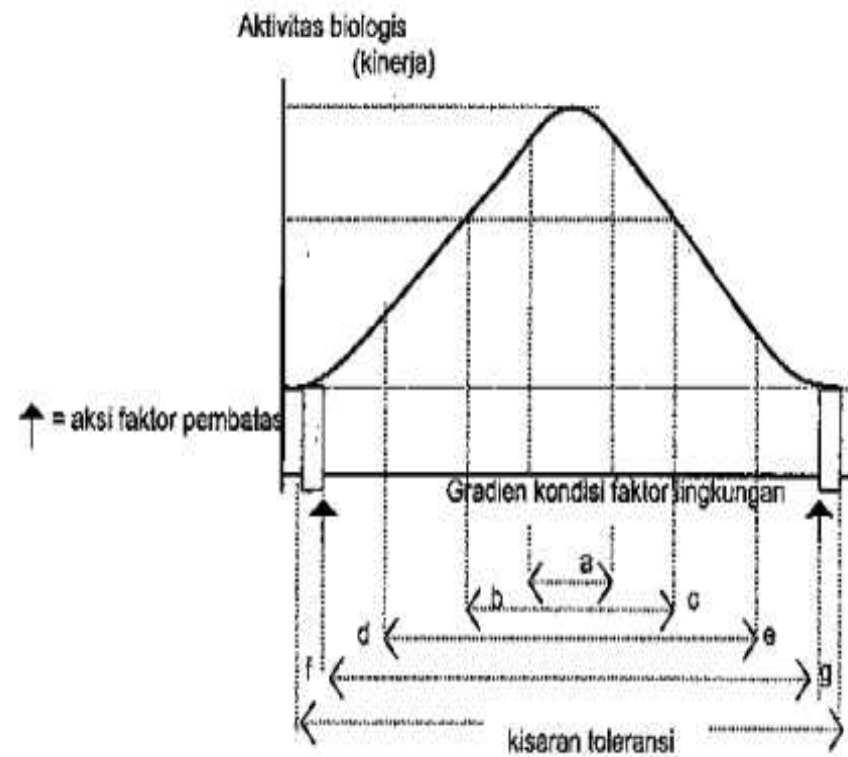 Aktivitas biologis
(kinerja)
= aksi faktor pembatas
Gradien kondisi faktor lingkungan
a
b c
d e
f g
kisaran toleransi